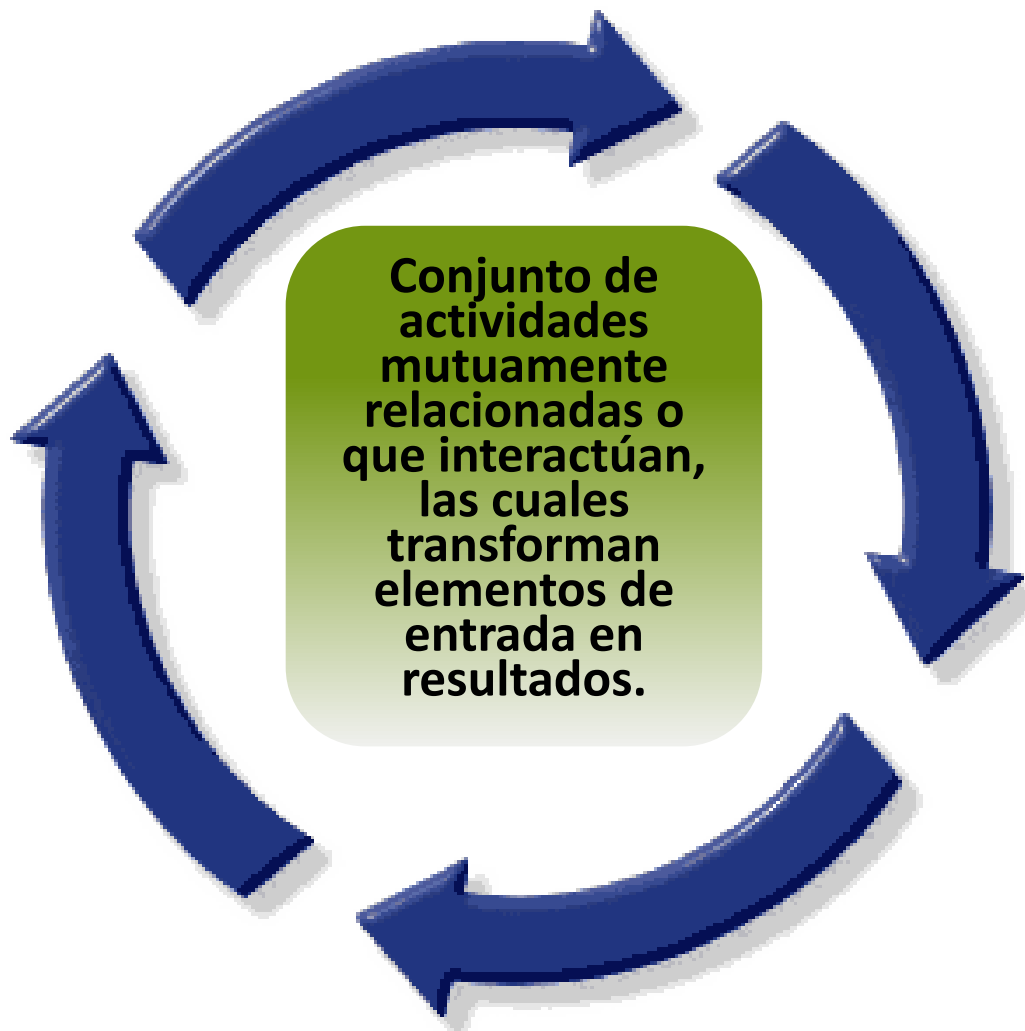 Conjunto de
actividades
mutuamente
relacionadas o
que interactúan,
las cuales
transforman
elementos de
entrada en
resultados.